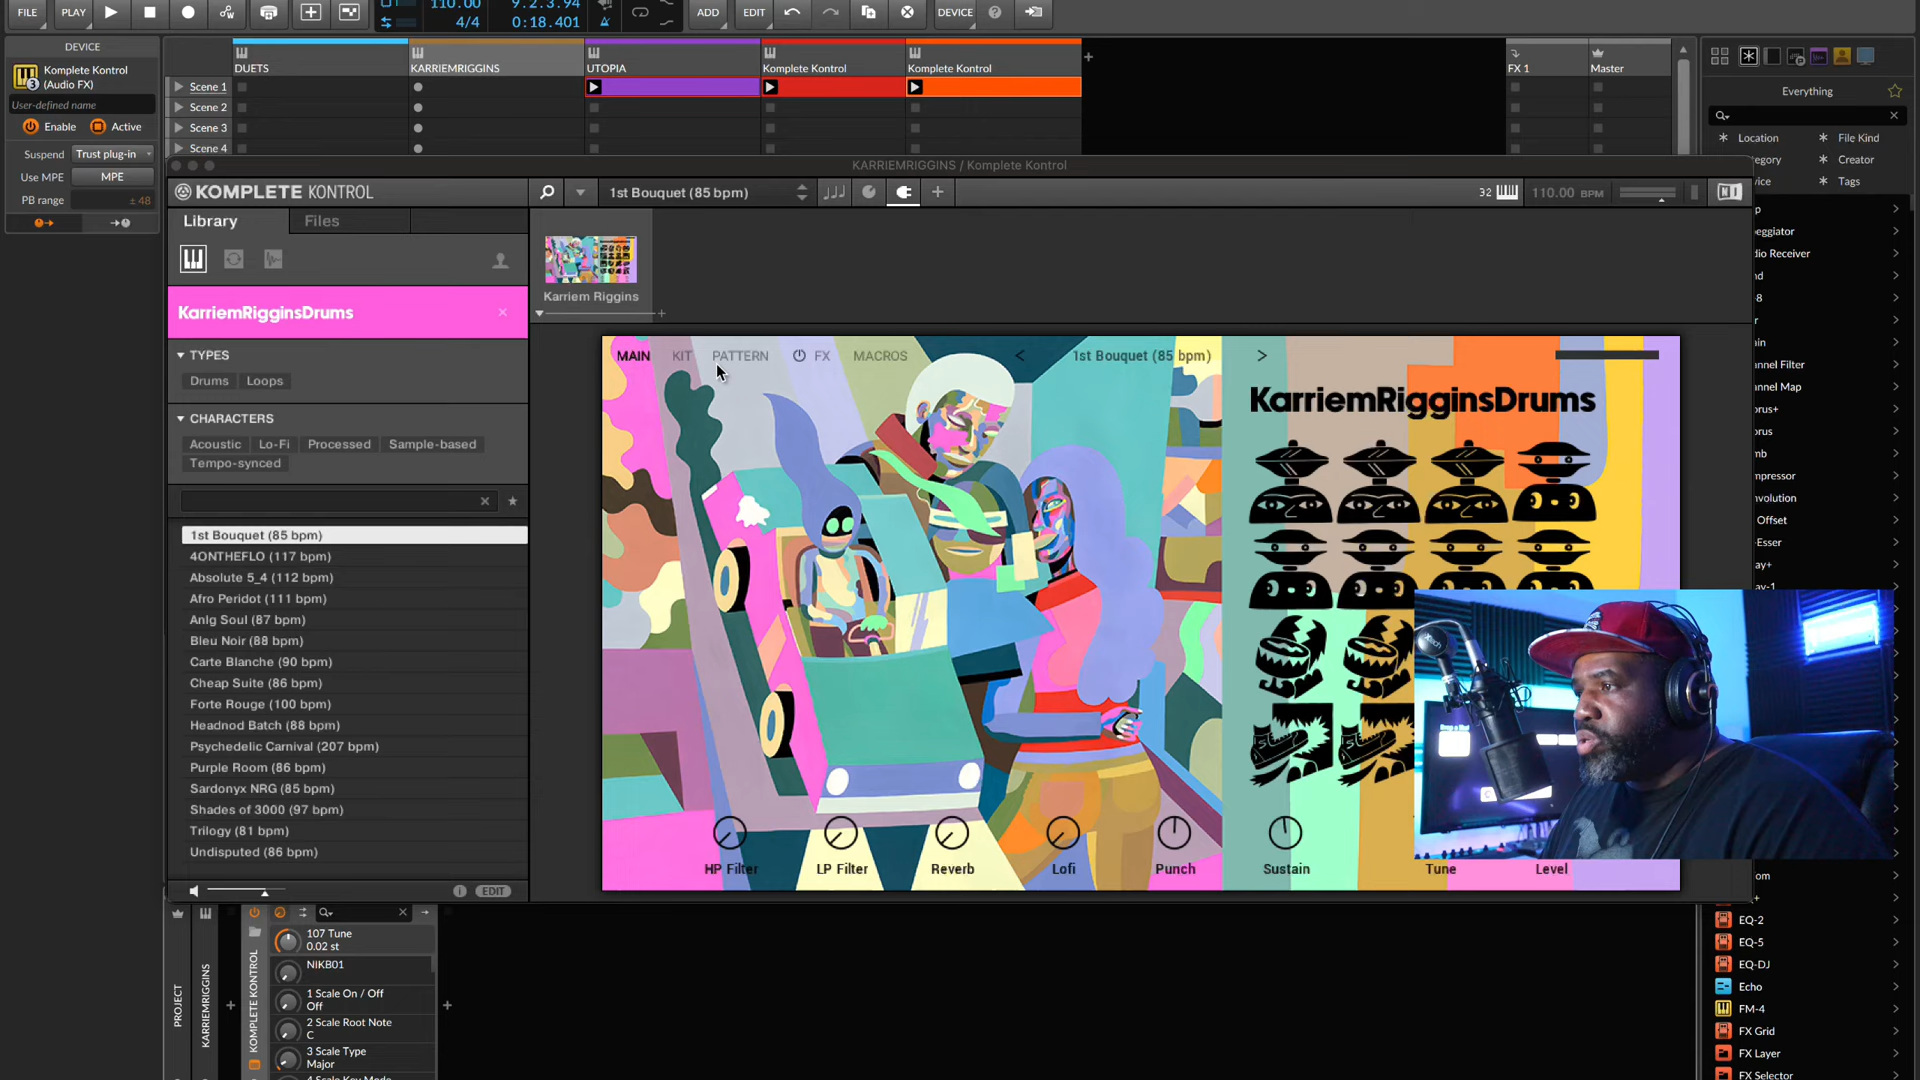 FILE
PLAY
110.00
4/4
9.2.3.94
0:18.401
ADD
EDIT
DEVICE
DEVICE
Komplete Kontrol
(Audio FX)
User-defined name
Enable
Active
Suspend
Trust plug-in
Use MPE
MPE
PB range
± 48
DUETS
KARRIEMRIGGINS
UTOPIA
Komplete Kontrol
Komplete Kontrol
FX 1
Master
Scene 1
Scene 2
Scene 3
Scene 4
Everything
Location
File Kind
Creator
Tags
KARRIEMRIGGINS / Komplete Kontrol
KOMPLETE KONTROL
1st Bouquet (85 bpm)
32
110.00 BPM
Library
Files
KarriemRigginsDrums
TYPES
Drums
Loops
CHARACTERS
Acoustic
Lo-Fi
Processed
Sample-based
Tempo-synced
1st Bouquet (85 bpm)
4ONTHEFLO (117 bpm)
Absolute 5_4 (112 bpm)
Afro Peridot (111 bpm)
Anlg Soul (87 bpm)
Bleu Noir (88 bpm)
Carte Blanche (90 bpm)
Cheap Suite (86 bpm)
Forte Rouge (100 bpm)
Headnod Batch (88 bpm)
Psychedelic Carnival (207 bpm)
Purple Room (86 bpm)
Sardonyx NRG (85 bpm)
Shades of 3000 (97 bpm)
Trilogy (81 bpm)
Undisputed (86 bpm)
EDIT
Karriem Riggins
MAIN
KIT
PATTERN
FX
MACROS
1st Bouquet (85 bpm)
KarriemRigginsDrums
HP Filter
LP Filter
Reverb
Lofi
Punch
Sustain
Tune
Level
PROJECT
KARRIEMRIGGINS
KOMPLETE KONTROL
107 Tune
0.02 st
NIKB01
1 Scale On / Off
Off
2 Scale Root Note
C
3 Scale Type
Major
4 Scale Key Mode
EQ-2
EQ-5
EQ-DJ
Echo
FM-4
FX Grid
FX Layer
FX Selector